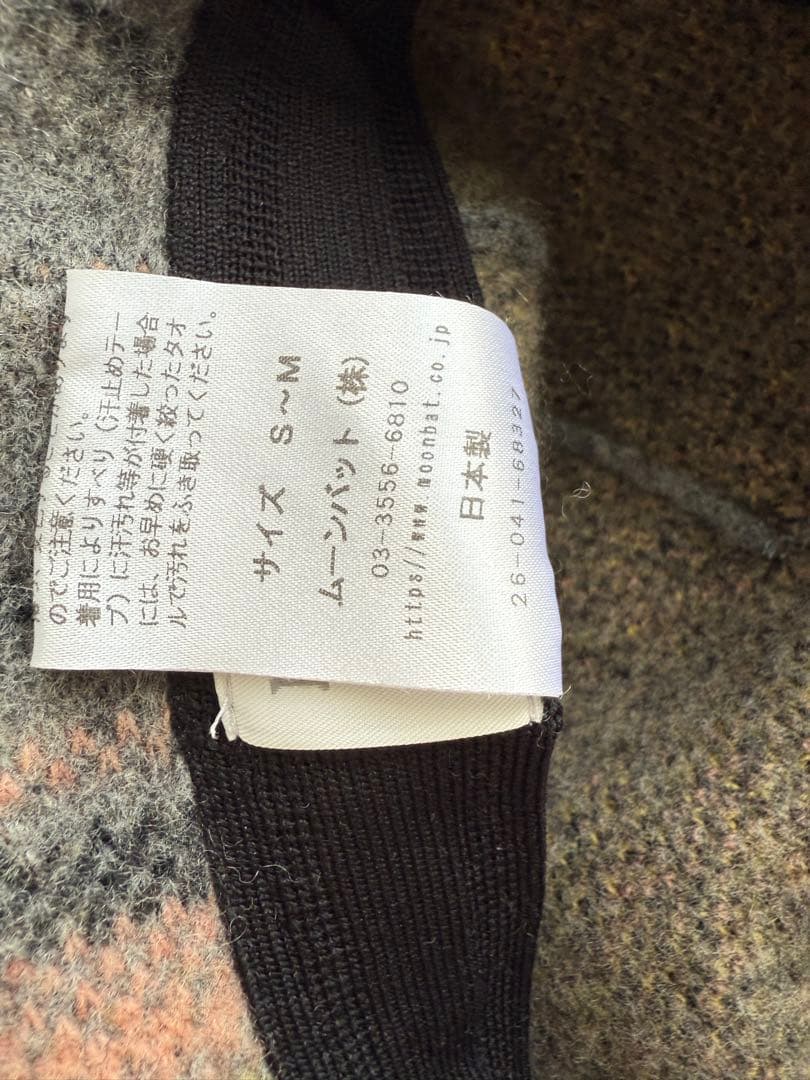 のでご注意ください。
着用によりすべり（汗止めテー
プ）に汗汚れ等が付着した場合
には、お早めに硬く絞ったタオ
ルで汚れをふき取ってください。
サイズ S～M
ムーンバット（株）
03-3556-6810
moonbat.co.jp
日本製
26-041-68327